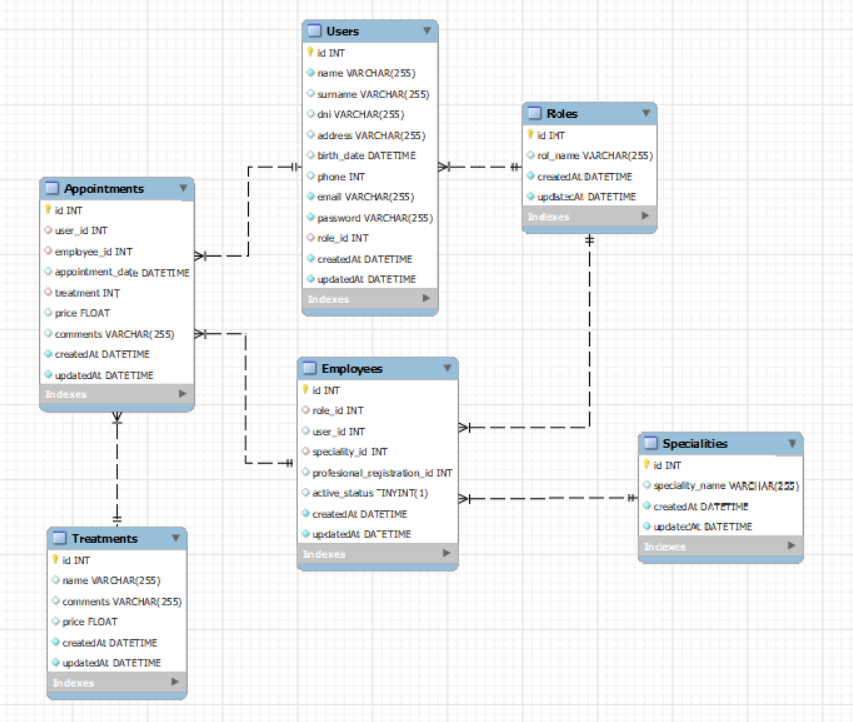 Users
id INT
name VARCHAR(255)
surname VARCHAR(255)
dni VARCHAR(255)
address VARCHAR(255)
birth_date DATETIME
phone INT
email VARCHAR(255)
password VARCHAR(255)
role_id INT
createdAt DATETIME
updatedAt DATETIME
Indexes
Roles
id INT
rol_name VARCHAR(255)
createdAt DATETIME
updatedAt DATETIME
Indexes
Appointments
id INT
user_id INT
employee_id INT
appointment_date DATETIME
treatment INT
price FLOAT
comments VARCHAR(255)
createdAt DATETIME
updatedAt DATETIME
Indexes
Employees
id INT
role_id INT
user_id INT
speciality_id INT
profesional_registration_id INT
active_status TINYINT(1)
createdAt DATETIME
updatedAt DATETIME
Indexes
Specialities
id INT
speciality_name VARCHAR(255)
createdAt DATETIME
updatedAt DATETIME
Indexes
Treatments
id INT
name VARCHAR(255)
comments VARCHAR(255)
price FLOAT
createdAt DATETIME
updatedAt DATETIME
Indexes